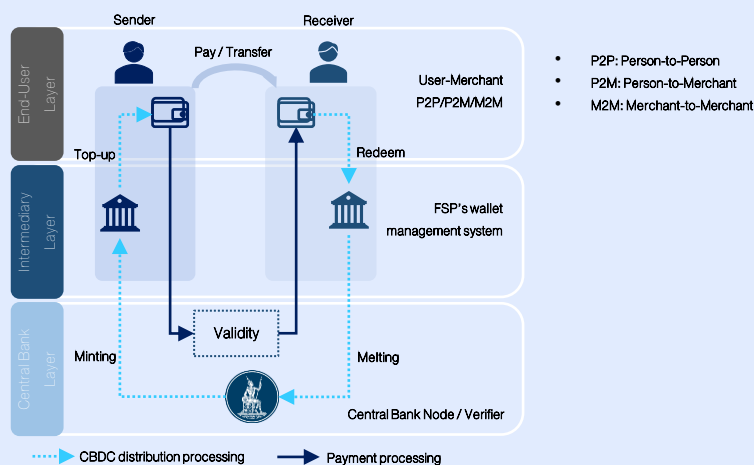 Sender
Receiver
Pay / Transfer
End-User
Layer
User-Merchant
P2P/P2M/M2M
• P2P: Person-to-Person
• P2M: Person-to-Merchant
• M2M: Merchant-to-Merchant
Top-up
Redeem
Intermediary
Layer
FSP's wallet
management system
Central Bank
Layer
Validity
Minting
Melting
Central Bank Node / Verifier
CBDC distribution processing
Payment processing